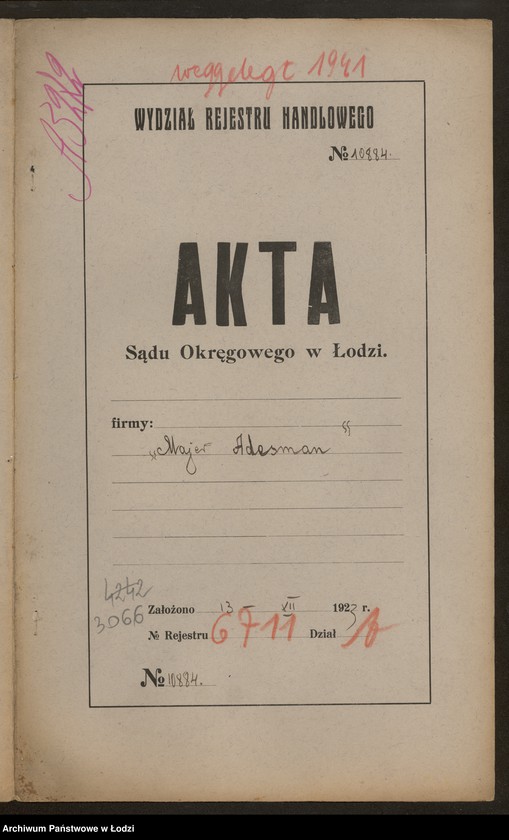 weggelegt 1941
WYDZIAŁ REJESTRU HANDLOWEGO
№ 10884.
AKTA
Sądu Okręgowego w Łodzi.
firmy:
„Majer Adesman“
4242
3066
Założono 13 – XII 1923 r.
№ Rejestru 6711 Dział A
№ 10884.
Archiwum Państwowe w Łodzi